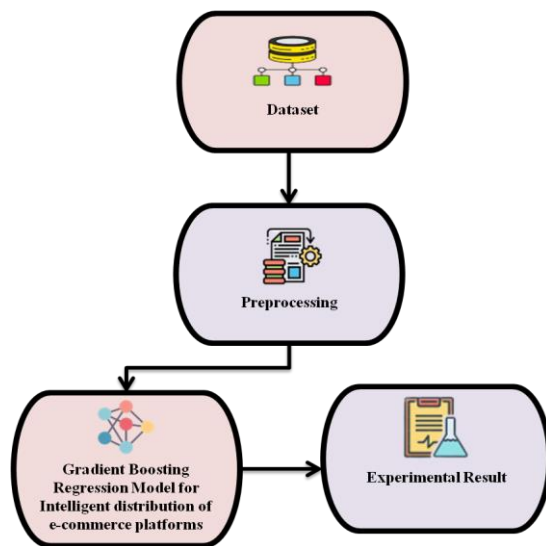 Dataset
Preprocessing
Gradient Boosting
Regression Model for
Intelligent distribution of
e-commerce platforms
Experimental Result